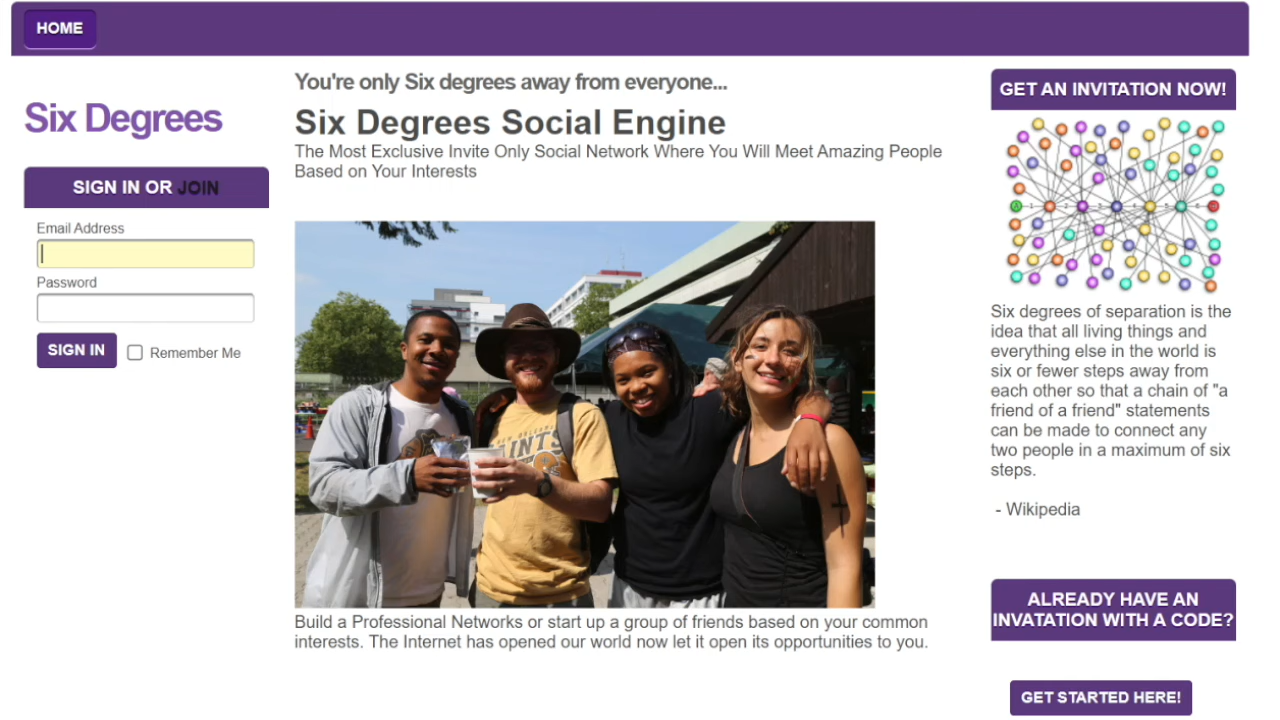 HOME
Six Degrees
SIGN IN OR JOIN
Email Address
Password
SIGN IN
Remember Me
You're only Six degrees away from everyone...
Six Degrees Social Engine
The Most Exclusive Invite Only Social Network Where You Will Meet Amazing People
Based on Your Interests
SAINTS
Build a Professional Networks or start up a group of friends based on your common
interests. The Internet has opened our world now let it open its opportunities to you.
GET AN INVITATION NOW!
Six degrees of separation is the
idea that all living things and
everything else in the world is
six or fewer steps away from
each other so that a chain of "a
friend of a friend" statements
can be made to connect any
two people in a maximum of six
steps.
- Wikipedia
ALREADY HAVE AN
INVATATION WITH A CODE?
GET STARTED HERE!